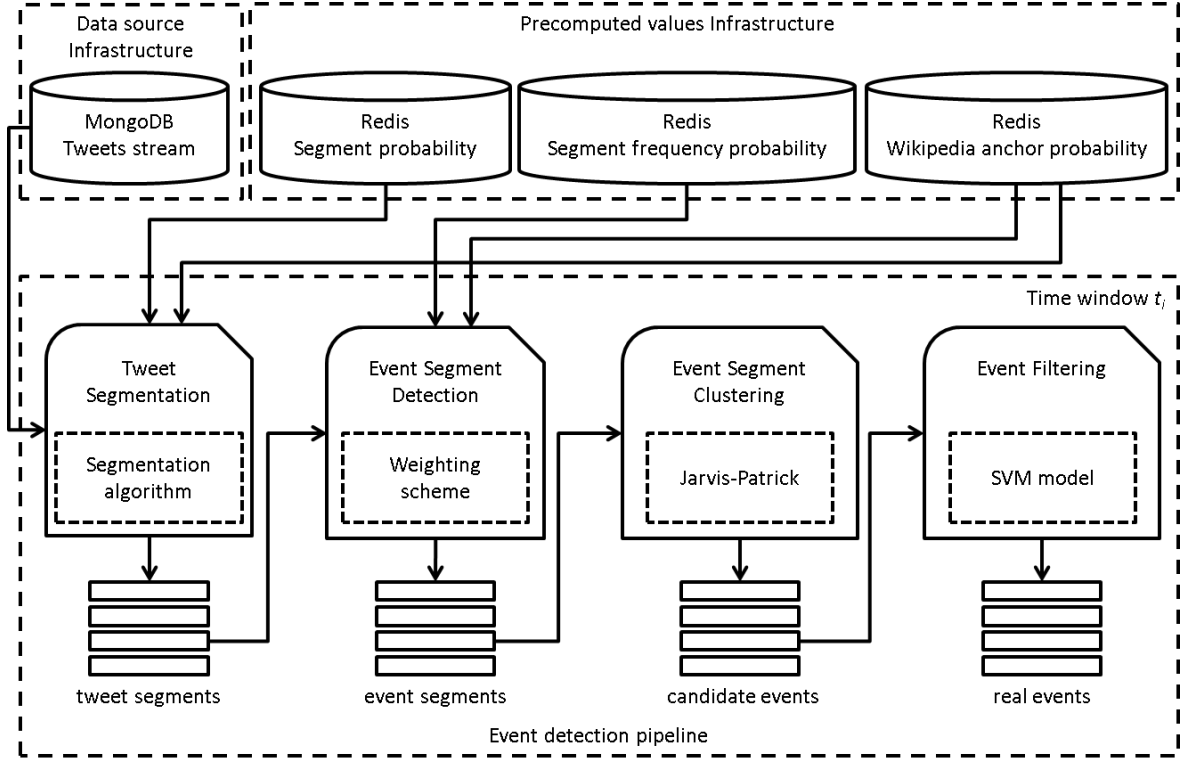 Data source
Infrastructure
Precomputed values Infrastructure
MongoDB
Tweets stream
Redis
Segment probability
Redis
Segment frequency probability
Redis
Wikipedia anchor probability
Time window tᵢ
Tweet
Segmentation
Segmentation
algorithm
Event Segment
Detection
Weighting
scheme
Event Segment
Clustering
Jarvis-Patrick
Event Filtering
SVM model
tweet segments
event segments
candidate events
real events
Event detection pipeline